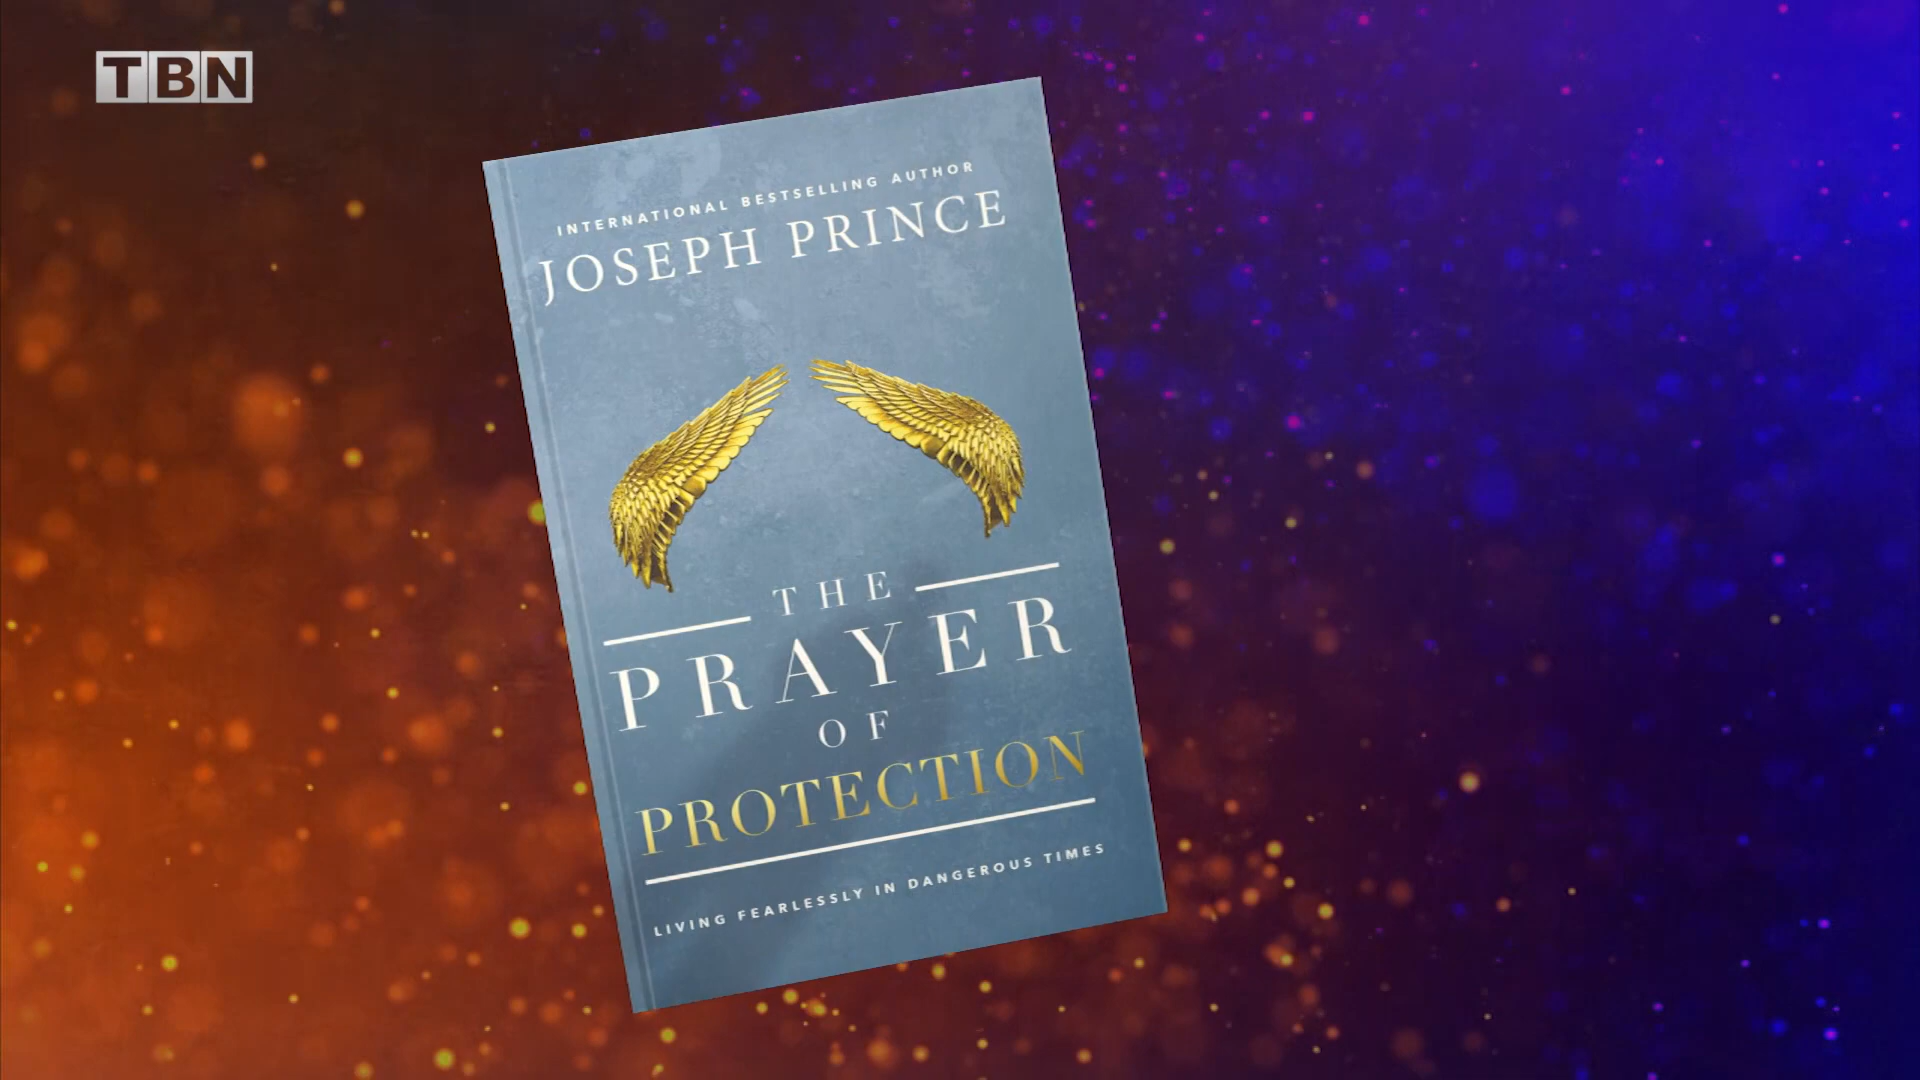 TBN
INTERNATIONAL BESTSELLING AUTHOR
JOSEPH PRINCE
THE
PRAYER
OF
PROTECTION
LIVING FEARLESSLY IN DANGEROUS TIMES